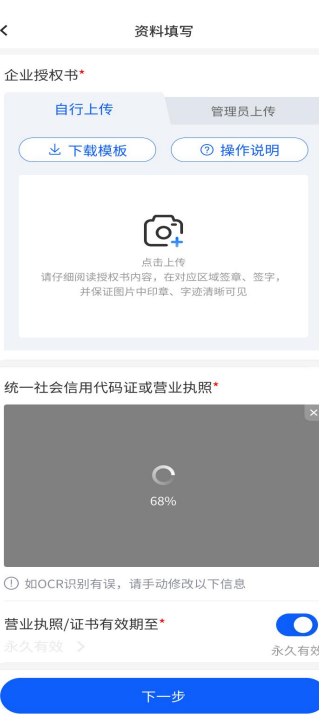 资料填写
企业授权书*
自行上传
管理员上传
下载模板
操作说明
点击上传
请仔细阅读授权书内容，在对应区域签章、签字，
并保证图片中印章、字迹清晰可见
统一社会信用代码证或营业执照*
68%
如OCR识别有误，请手动修改以下信息
营业执照/证书有效期至*
永久有效
永久有效
下一步